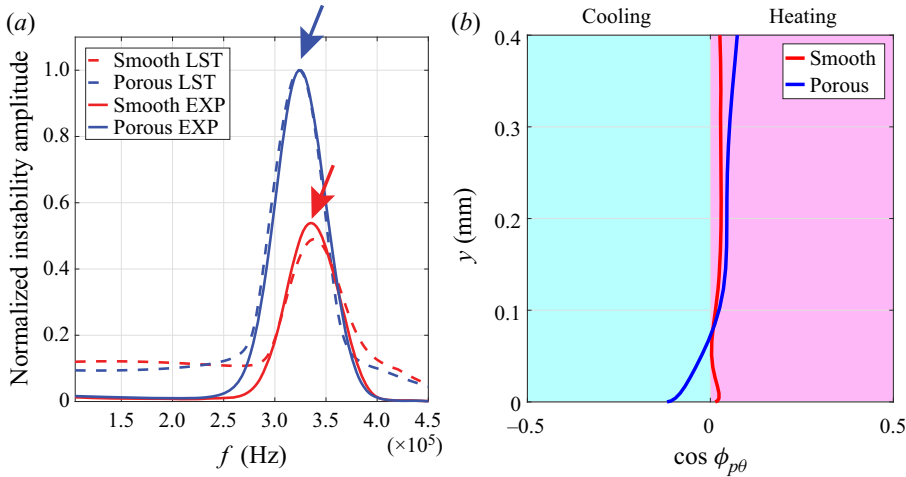 (a)
Smooth LST
Porous LST
Smooth EXP
Porous EXP
Normalized instability amplitude
1.0
0.8
0.6
0.4
0.2
0
1.5
2.0
2.5
3.0
3.5
4.0
4.5
(×10⁵)
f (Hz)
(b)
Cooling
Heating
Smooth
Porous
y (mm)
0.4
0.3
0.2
0.1
0
–0.5
0
0.5
cos ϕpθ